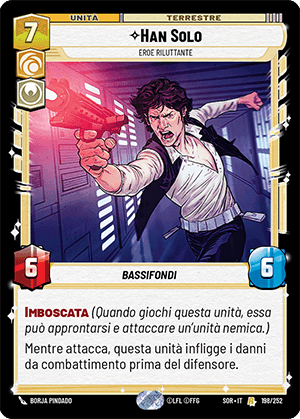 7
UNITÀ
TERRESTRE
HAN SOLO
EROE RILUTTANTE
6
BASSIFONDI
6
IMBOSCATA (Quando giochi questa unità, essa
può approntarsi e attaccare un'unità nemica.)
Mentre attacca, questa unità infligge i danni
da combattimento prima del difensore.
BORJA PINDADO
©LFL ©FFG
SOR • IT
R
198/252